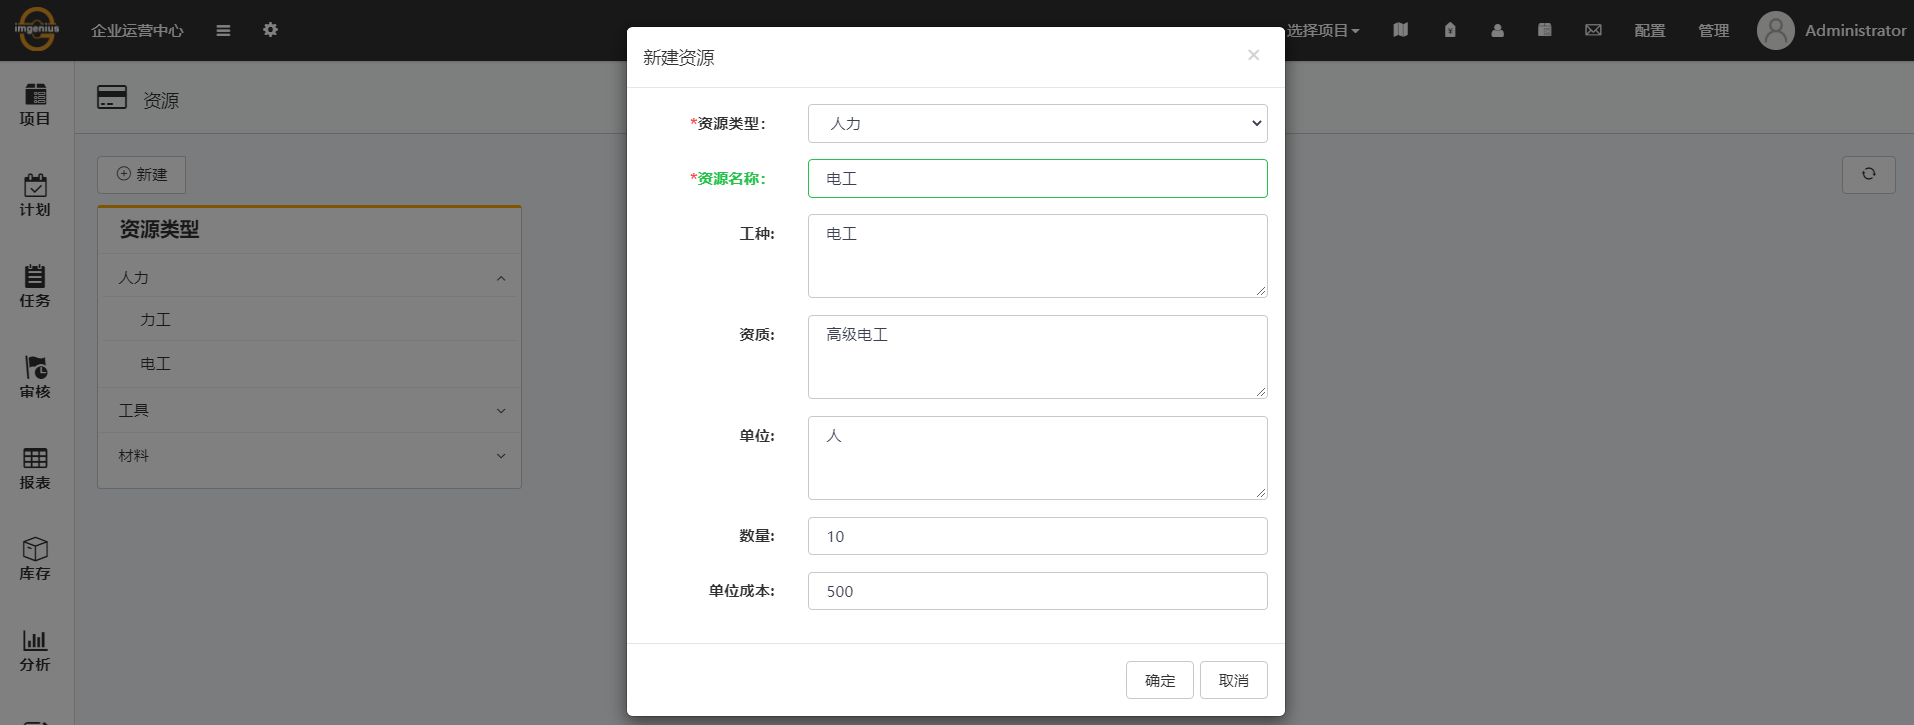 imgenius
企业运营中心
选择项目
配置
管理
Administrator
项目
计划
任务
审核
报表
库存
分析
资源
新建
资源类型
人力
力工
电工
工具
材料
新建资源
×
*资源类型：
人力
*资源名称：
电工
工种:
电工
资质:
高级电工
单位:
人
数量:
10
单位成本:
500
确定
取消